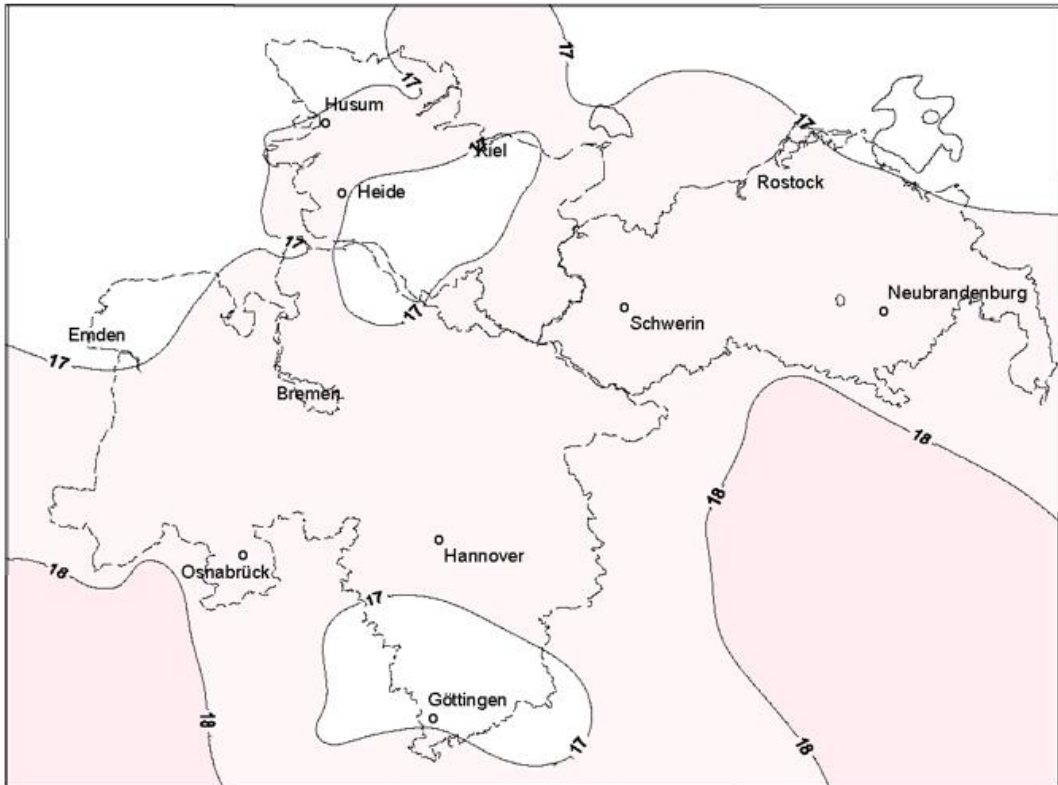 17
17
17
Husum
17
Kiel
Heide
Rostock
17
Neubrandenburg
Schwerin
17
Emden
17
Bremen
18
18
Hannover
18
Osnabrück
17
Göttingen
18
17
18